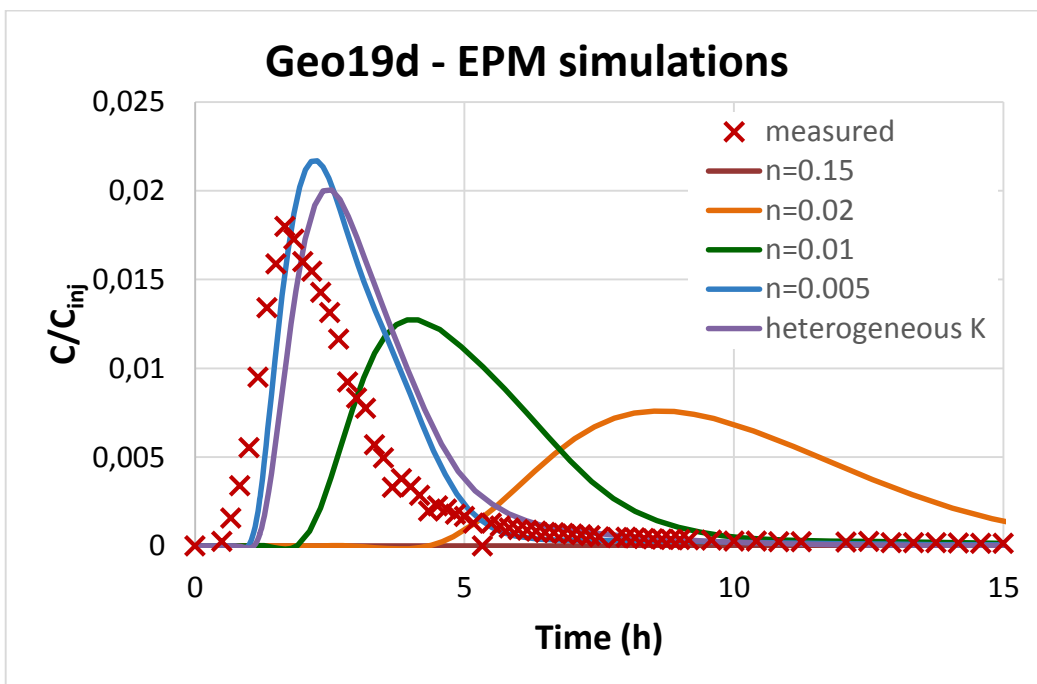 Geo19d - EPM simulations
0,025
0,02
0,015
0,01
0,005
0
C/Cinj
measured
n=0.15
n=0.02
n=0.01
n=0.005
heterogeneous K
0 5 10 15
Time (h)